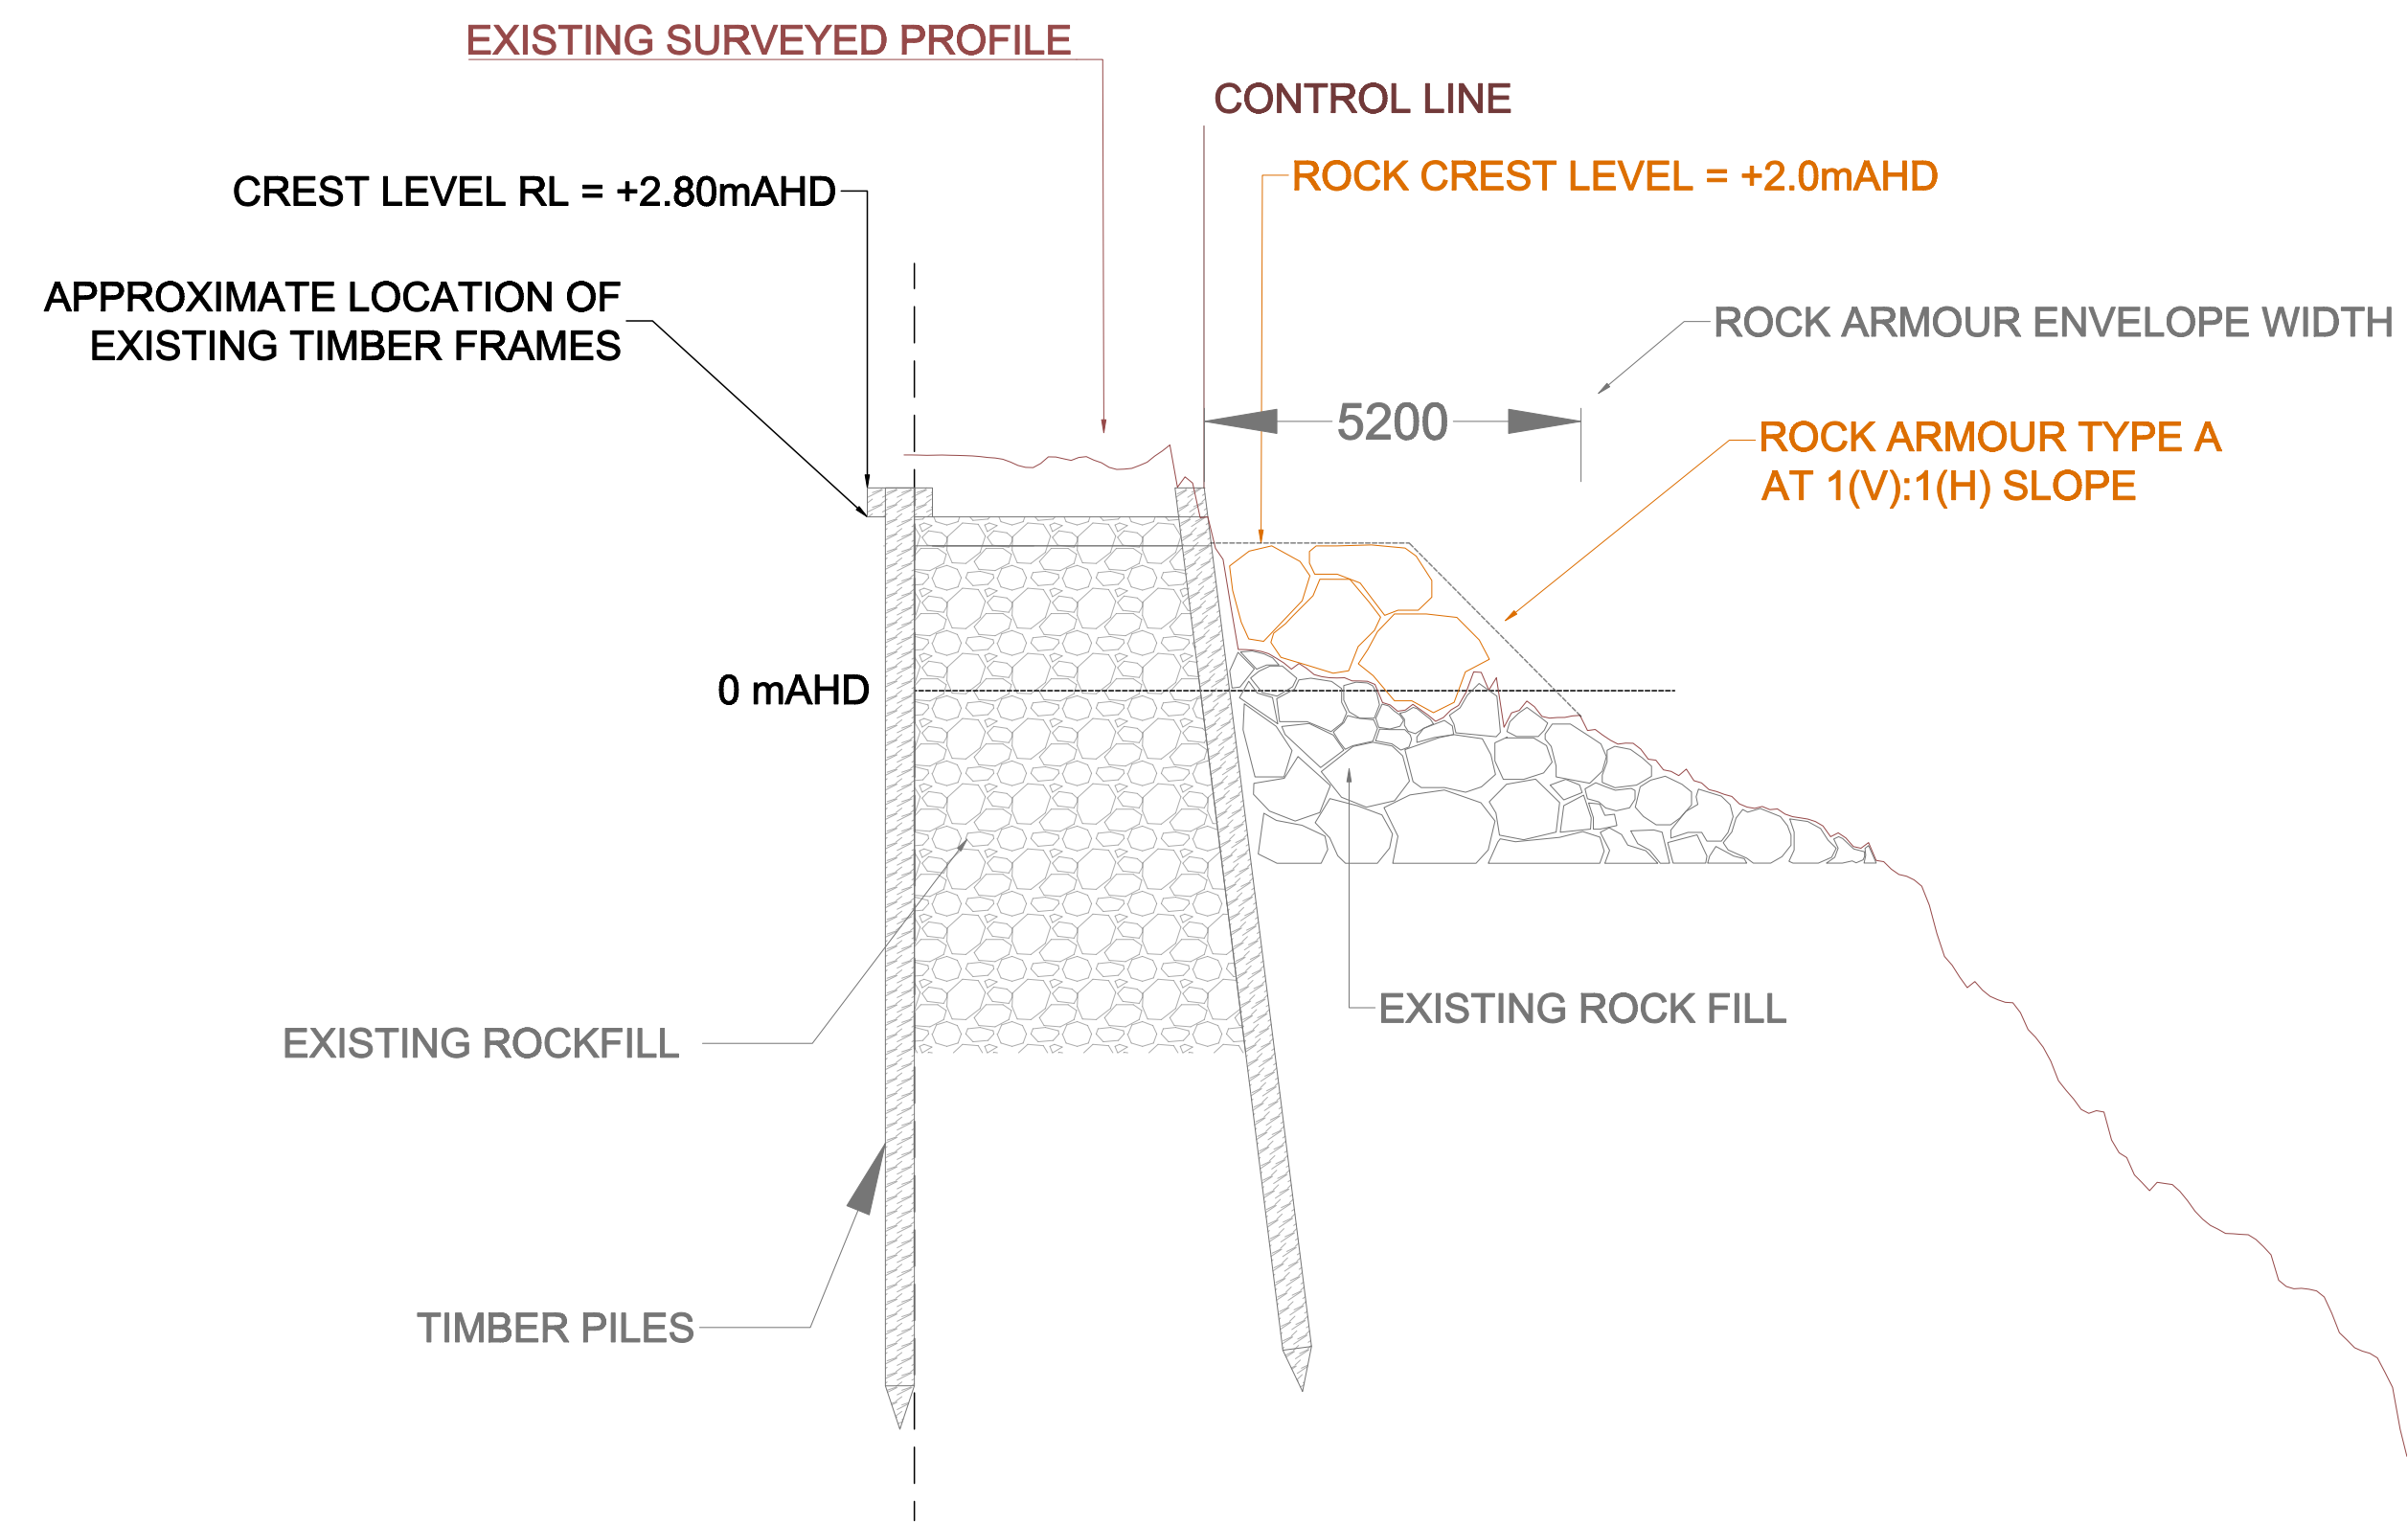 EXISTING SURVEYED PROFILE
CONTROL LINE
CREST LEVEL RL = +2.80mAHD
ROCK CREST LEVEL = +2.0mAHD
APPROXIMATE LOCATION OF
EXISTING TIMBER FRAMES
ROCK ARMOUR ENVELOPE WIDTH
5200
ROCK ARMOUR TYPE A
AT 1(V):1(H) SLOPE
0 mAHD
EXISTING ROCK FILL
EXISTING ROCKFILL
TIMBER PILES